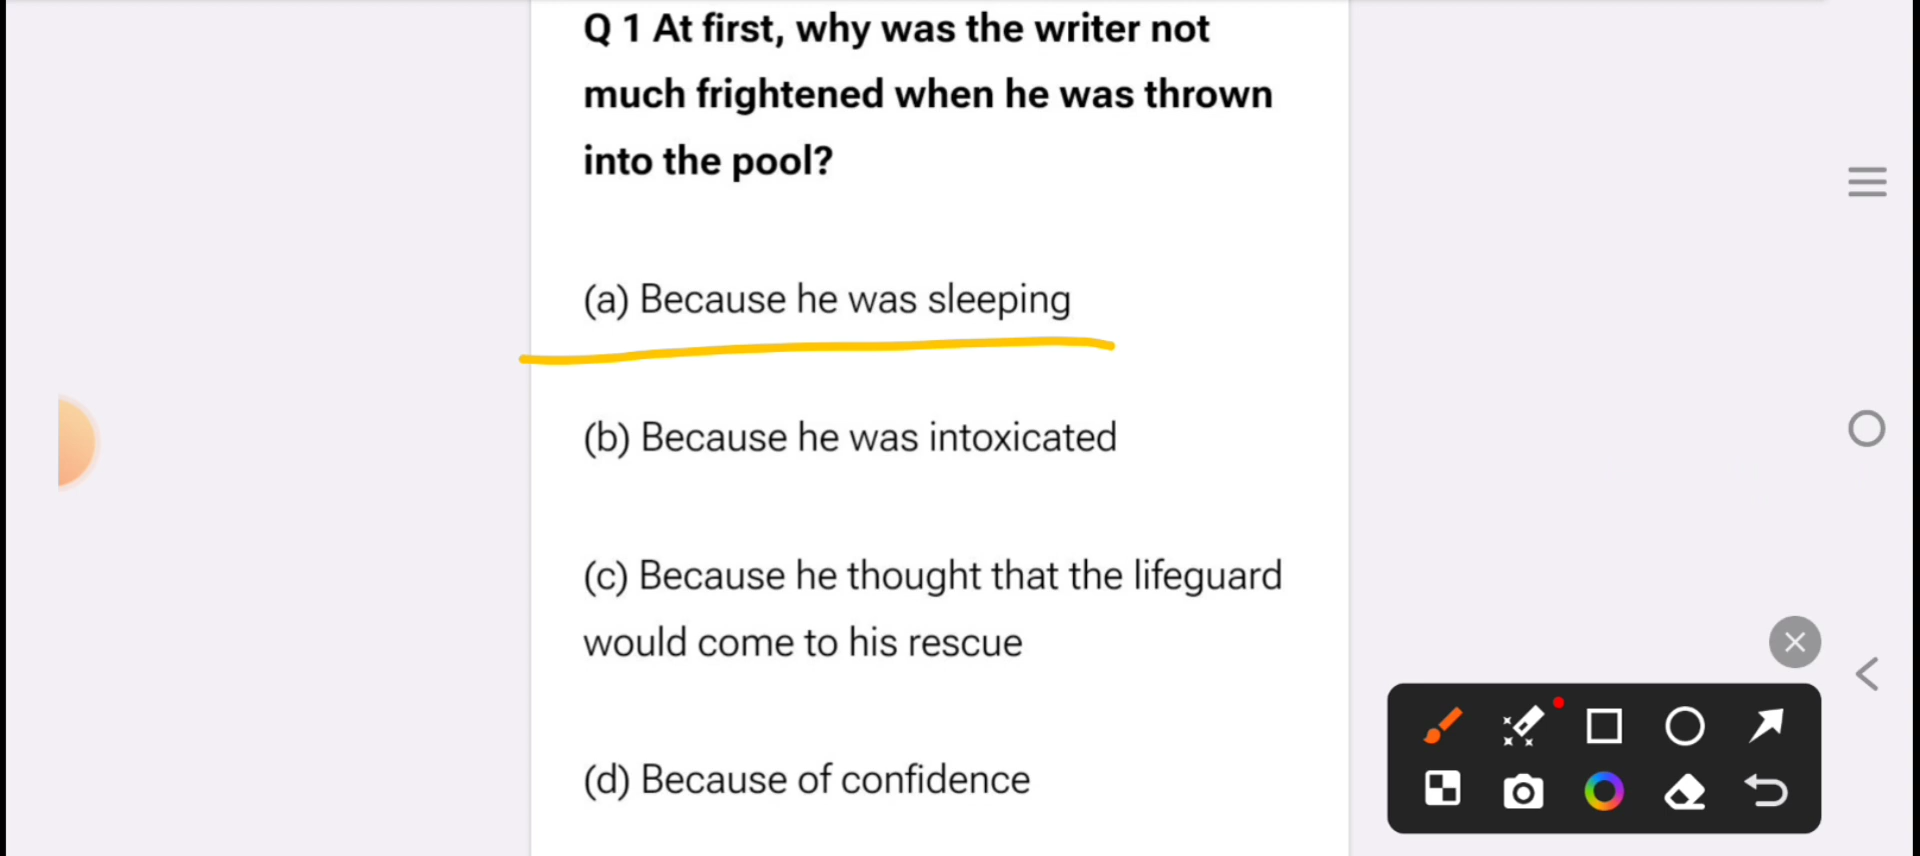 Q 1 At first, why was the writer not
much frightened when he was thrown
into the pool?
(a) Because he was sleeping
(b) Because he was intoxicated
(c) Because he thought that the lifeguard
would come to his rescue
(d) Because of confidence